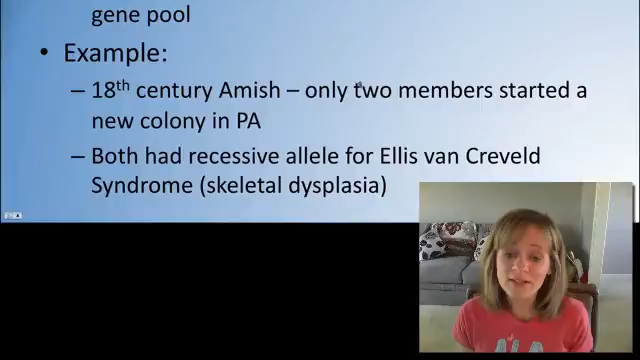 gene pool
• Example:
– 18th century Amish – only two members started a
new colony in PA
– Both had recessive allele for Ellis van Creveld
Syndrome (skeletal dysplasia)